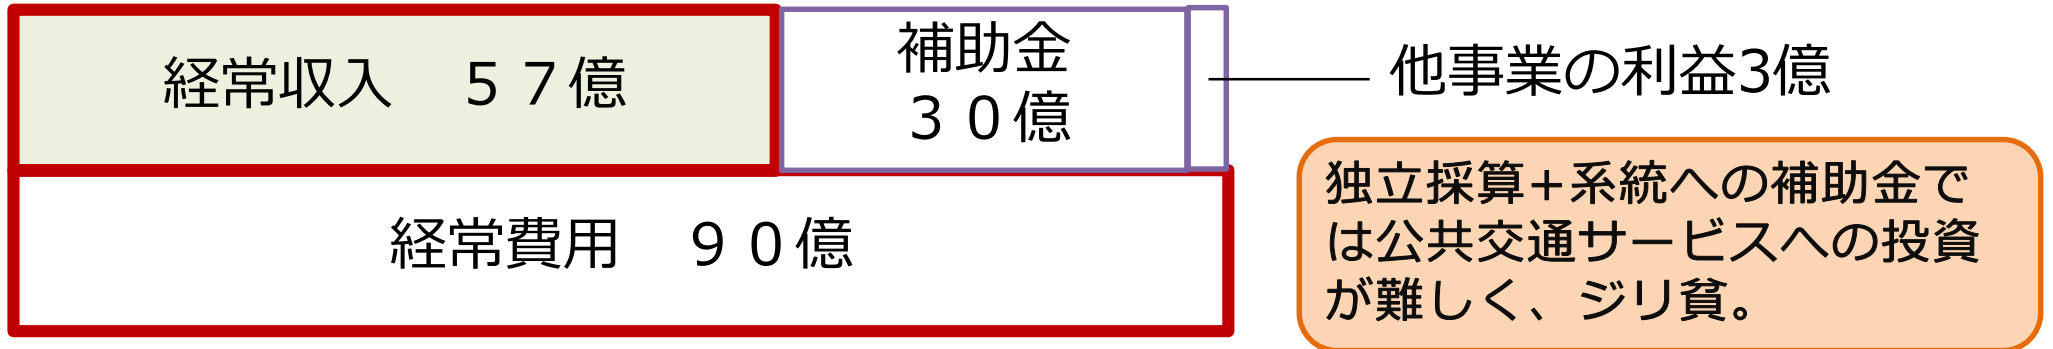 経常収入　５７億
補助金
３０億
他事業の利益3億
経常費用　９０億
独立採算+系統への補助金で
は公共交通サービスへの投資
が難しく、ジリ貧。